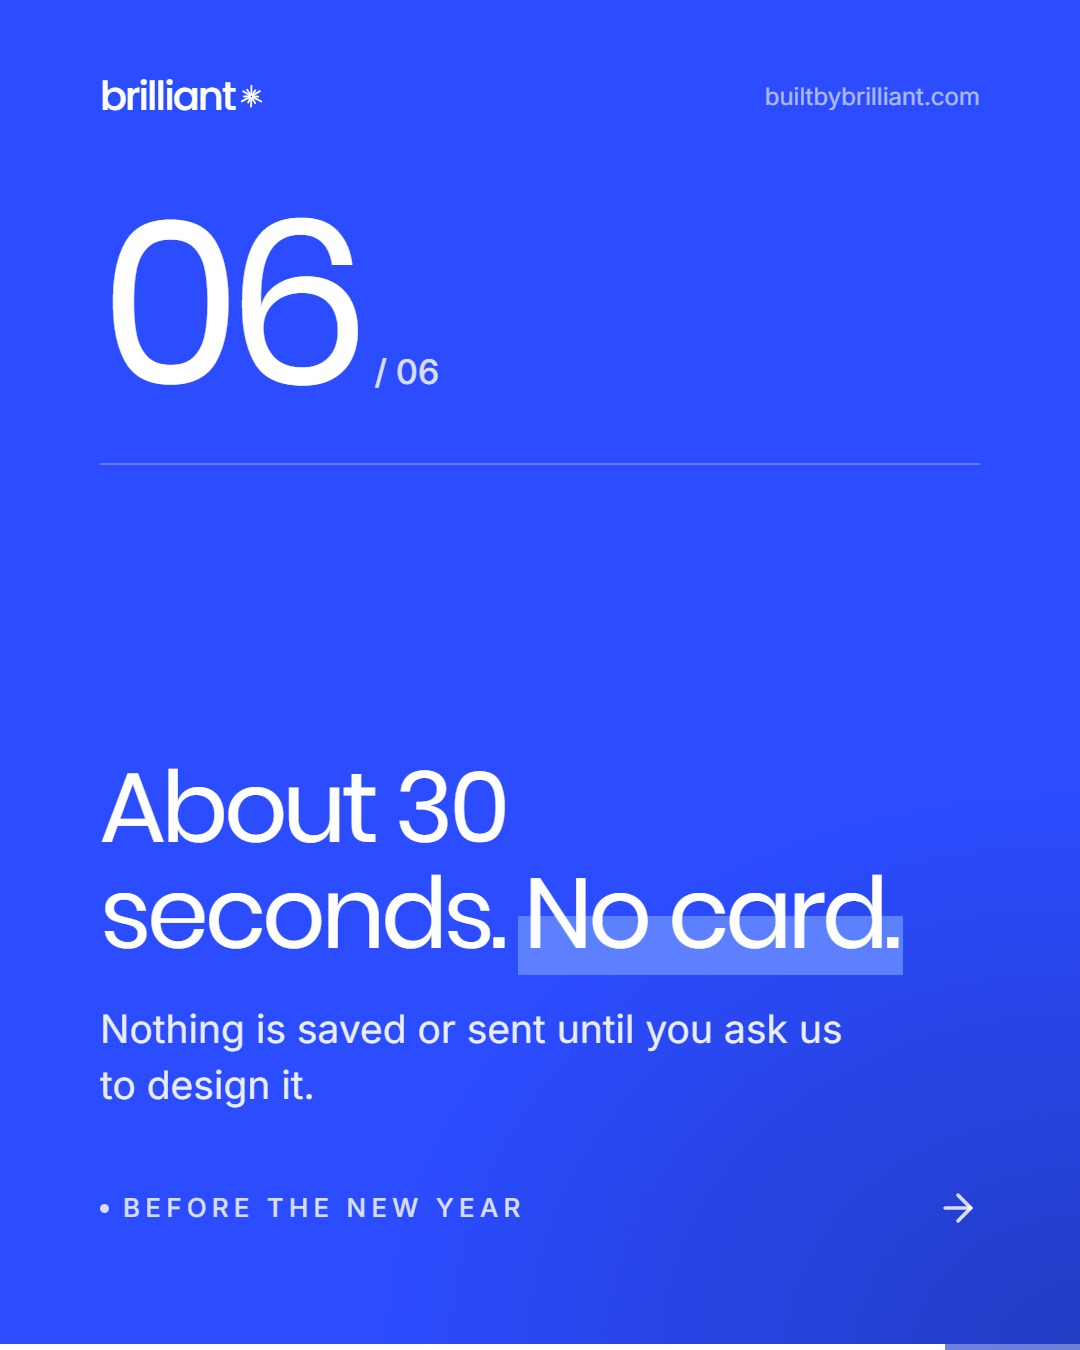 brilliant
builtbybrilliant.com
06 / 06
About 30
seconds. No card.
Nothing is saved or sent until you ask us
to design it.
• BEFORE THE NEW YEAR